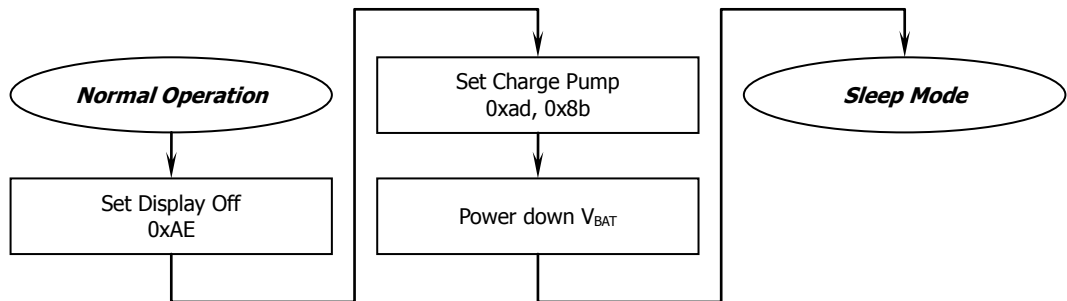 Normal Operation
Set Display Off
0xAE
Set Charge Pump
0xad, 0x8b
Power down VBAT
Sleep Mode